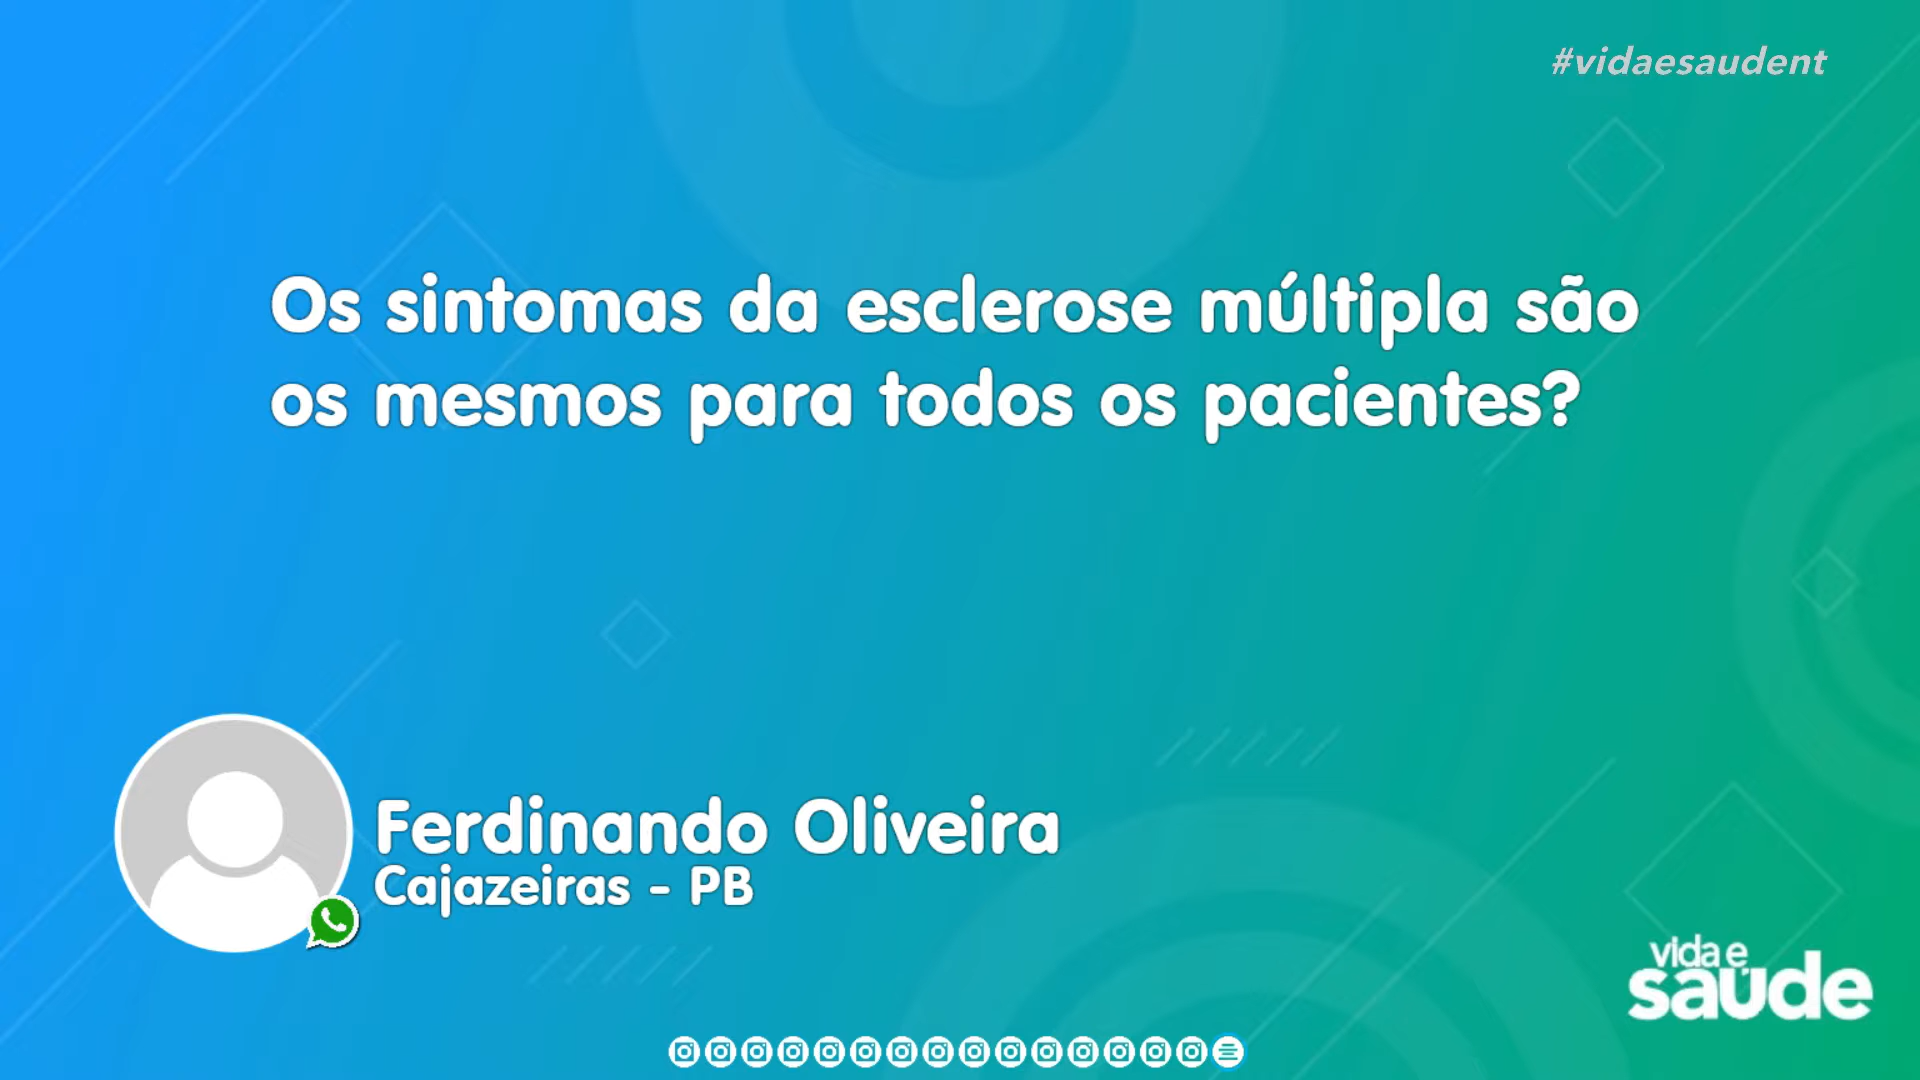 #vidaesaudent
Os sintomas da esclerose múltipla são
os mesmos para todos os pacientes?
Ferdinando Oliveira
Cajazeiras - PB
vida e
saúde